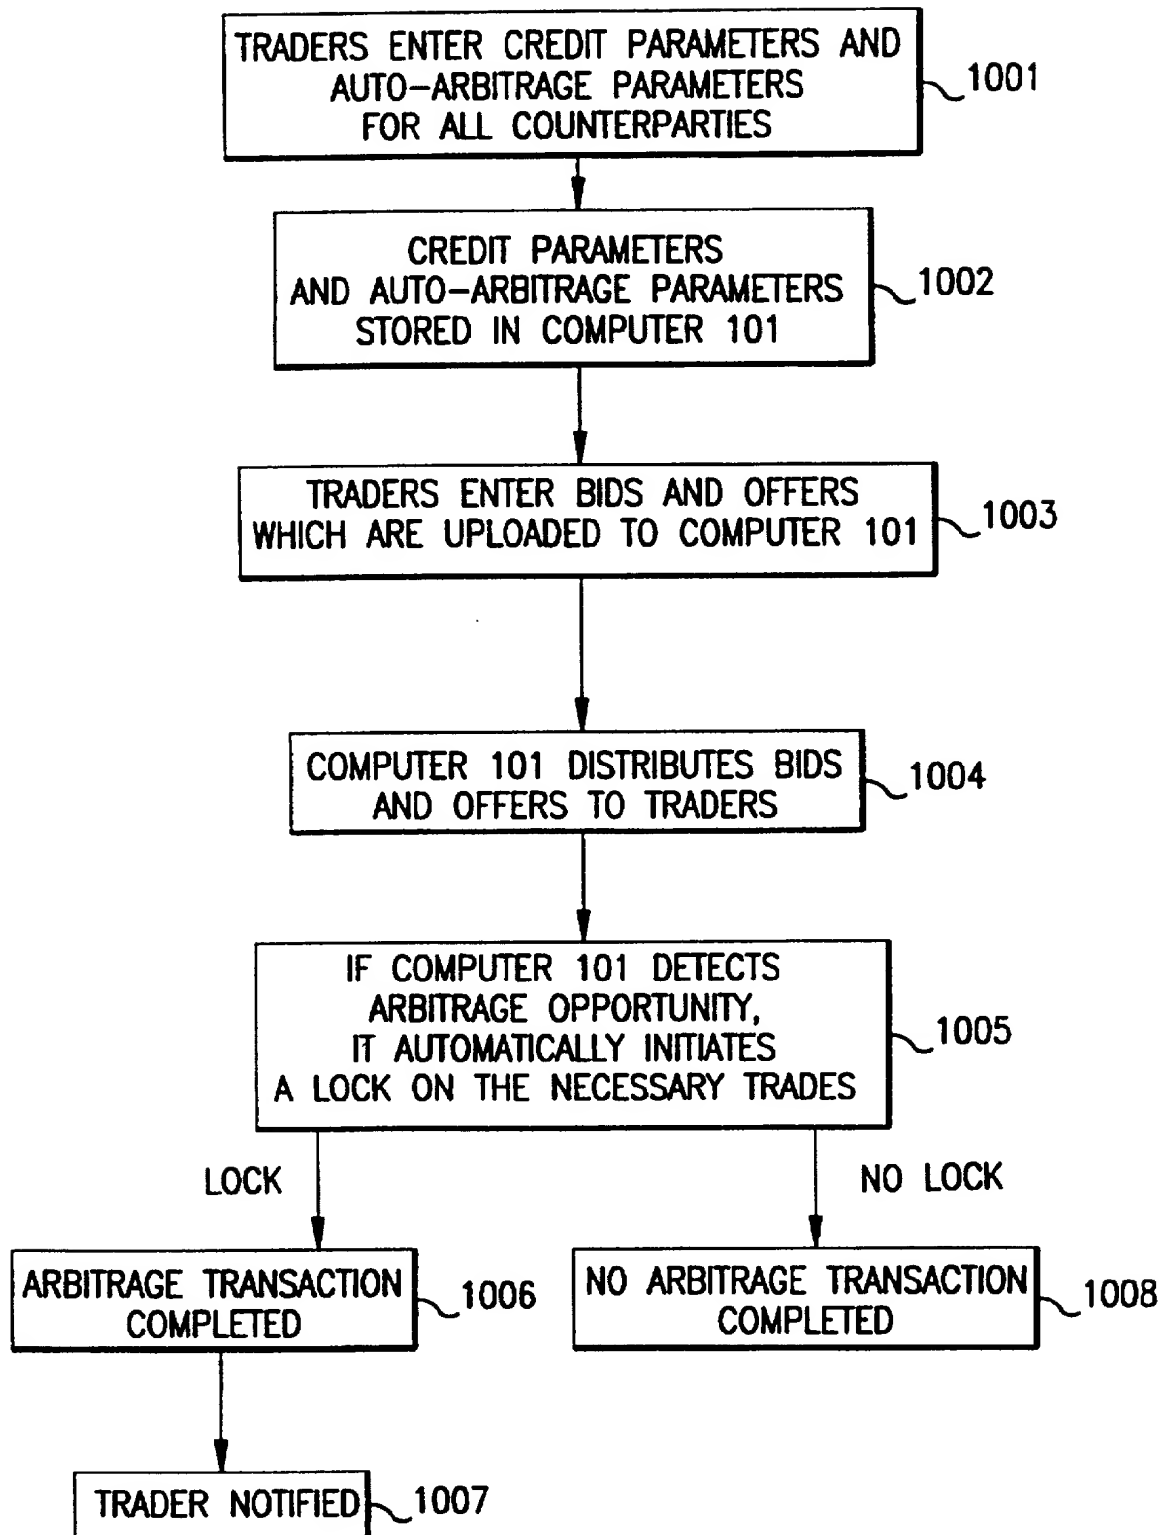 TRADERS ENTER CREDIT PARAMETERS AND
AUTO-ARBITRAGE PARAMETERS
FOR ALL COUNTERPARTIES
1001
CREDIT PARAMETERS
AND AUTO-ARBITRAGE PARAMETERS
STORED IN COMPUTER 101
1002
TRADERS ENTER BIDS AND OFFERS
WHICH ARE UPLOADED TO COMPUTER 101
1003
COMPUTER 101 DISTRIBUTES BIDS
AND OFFERS TO TRADERS
1004
IF COMPUTER 101 DETECTS
ARBITRAGE OPPORTUNITY,
IT AUTOMATICALLY INITIATES
A LOCK ON THE NECESSARY TRADES
1005
LOCK
NO LOCK
ARBITRAGE TRANSACTION
COMPLETED
1006
NO ARBITRAGE TRANSACTION
COMPLETED
1008
TRADER NOTIFIED
1007